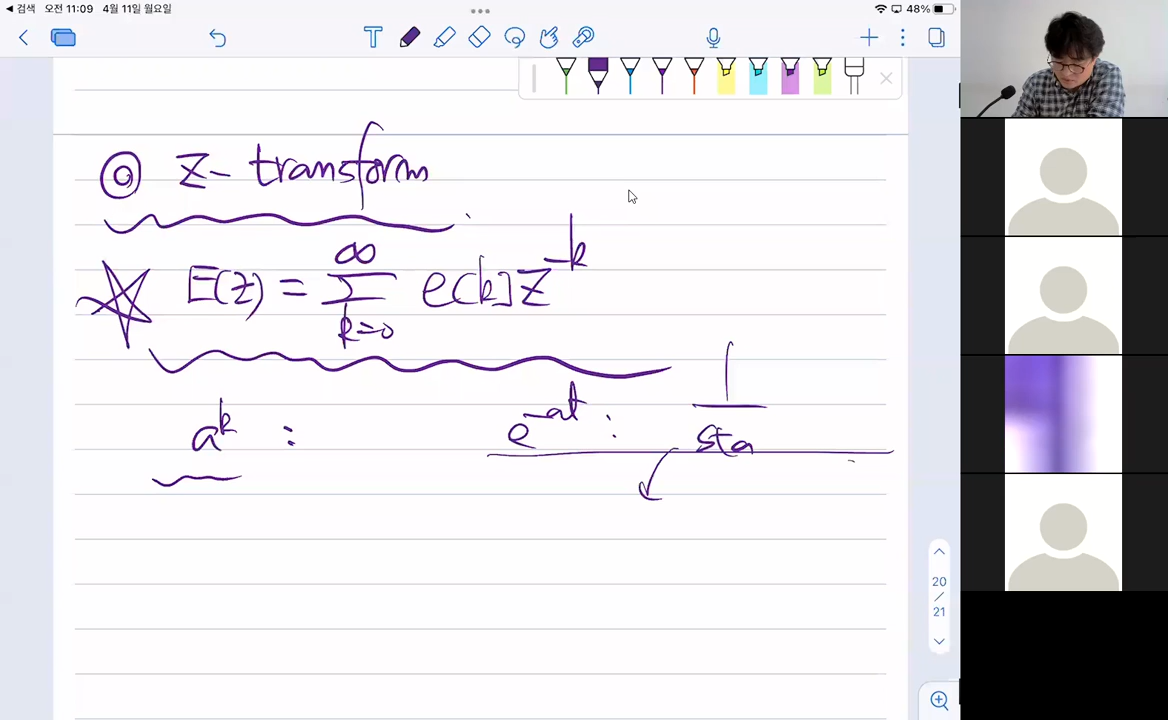 ◀ 검색 오전 11:09 4월 11일 월요일 48%
◎ Z- transform
☆ E(z) = ∞ Σ k=0 e(k) z^-k
a^k : e^-at : 1/s+a
20
/
21